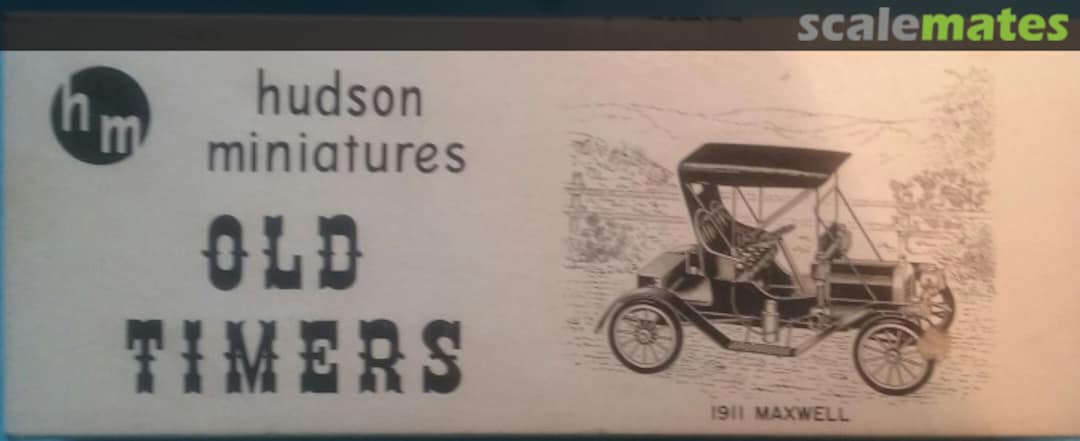 scalemates
hm
hudson
miniatures
OLD
TIMERS
1911 MAXWELL